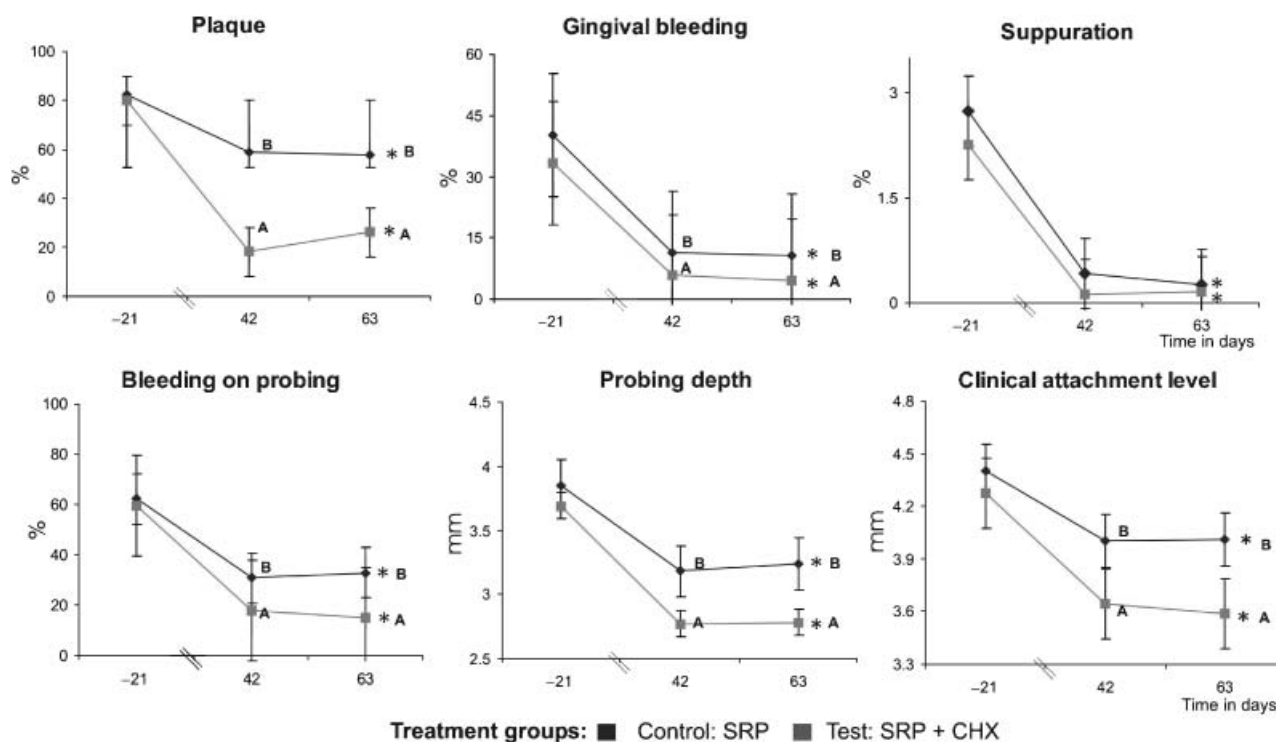 Plaque
100
80
60
40
20
0
%
B
A
* B
* A
–21
42
63
Gingival bleeding
60
45
30
15
0
%
B
A
* B
* A
–21
42
63
Suppuration
3
1.5
0
%
*
*
–21
42
63
Time in days
Bleeding on probing
100
80
60
40
20
0
%
B
A
* B
* A
–21
42
63
Probing depth
4.5
4
3.5
3
2.5
mm
B
A
* B
* A
–21
42
63
Clinical attachment level
4.8
4.5
4.2
3.9
3.6
3.3
mm
B
A
* B
* A
–21
42
63
Time in days
Treatment groups: Control: SRP Test: SRP + CHX